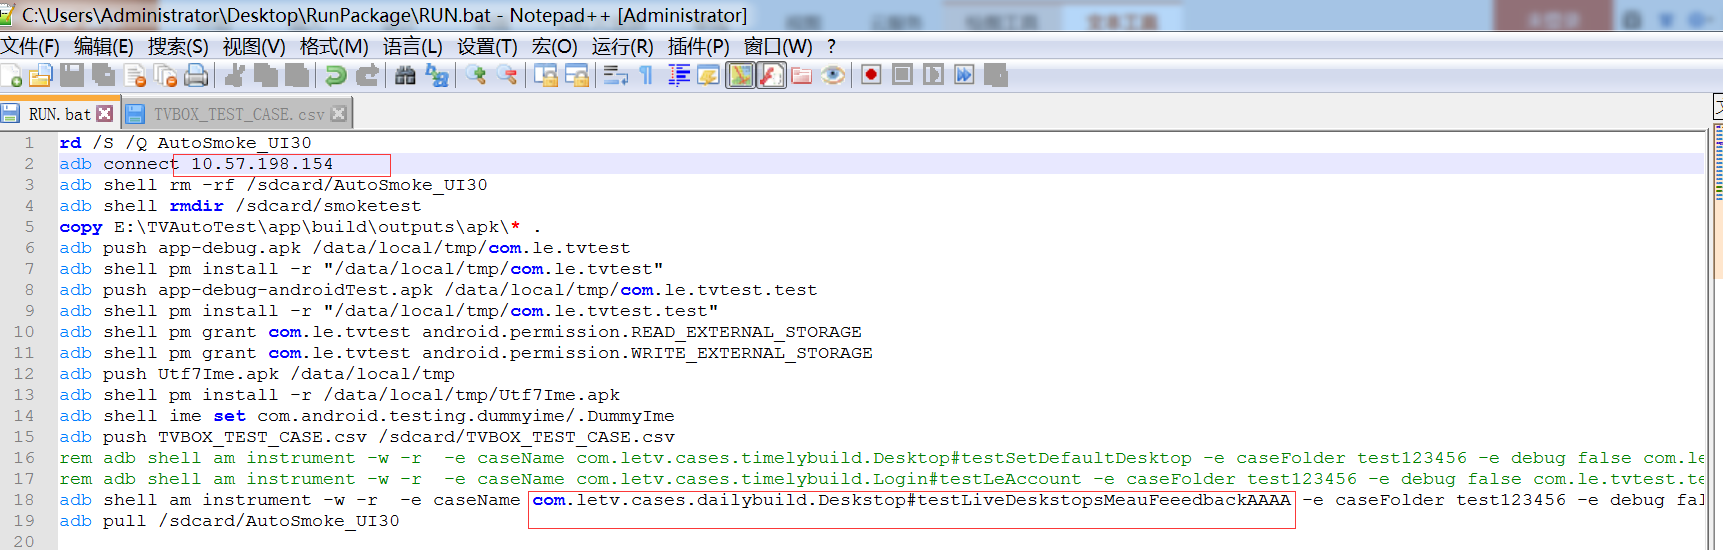 C:\Users\Administrator\Desktop\RunPackage\RUN.bat - Notepad++ [Administrator]
文件(F) 编辑(E) 搜索(S) 视图(V) 格式(M) 语言(L) 设置(T) 宏(O) 运行(R) 插件(P) 窗口(W) ?
RUN.bat TVBOX_TEST_CASE.csv
1 rd /S /Q AutoSmoke_UI30
2 adb connect 10.57.198.154
3 adb shell rm -rf /sdcard/AutoSmoke_UI30
4 adb shell rmdir /sdcard/smoketest
5 copy E:\TVAutoTest\app\build\outputs\apk\* .
6 adb push app-debug.apk /data/local/tmp/com.le.tvtest
7 adb shell pm install -r "/data/local/tmp/com.le.tvtest"
8 adb push app-debug-androidTest.apk /data/local/tmp/com.le.tvtest.test
9 adb shell pm install -r "/data/local/tmp/com.le.tvtest.test"
10 adb shell pm grant com.le.tvtest android.permission.READ_EXTERNAL_STORAGE
11 adb shell pm grant com.le.tvtest android.permission.WRITE_EXTERNAL_STORAGE
12 adb push Utf7Ime.apk /data/local/tmp
13 adb shell pm install -r /data/local/tmp/Utf7Ime.apk
14 adb shell ime set com.android.testing.dummyime/.DummyIme
15 adb push TVBOX_TEST_CASE.csv /sdcard/TVBOX_TEST_CASE.csv
16 rem adb shell am instrument -w -r  -e caseName com.letv.cases.timelybuild.Desktop#testSetDefaultDesktop -e caseFolder test123456 -e debug false com.le
17 rem adb shell am instrument -w -r  -e caseName com.letv.cases.timelybuild.Login#testLeAccount -e caseFolder test123456 -e debug false com.le.tvtest.te
18 adb shell am instrument -w -r  -e caseName com.letv.cases.dailybuild.Deskstop#testLiveDeskstopsMeauFeeedbackAAAA -e caseFolder test123456 -e debug fal
19 adb pull /sdcard/AutoSmoke_UI30
20